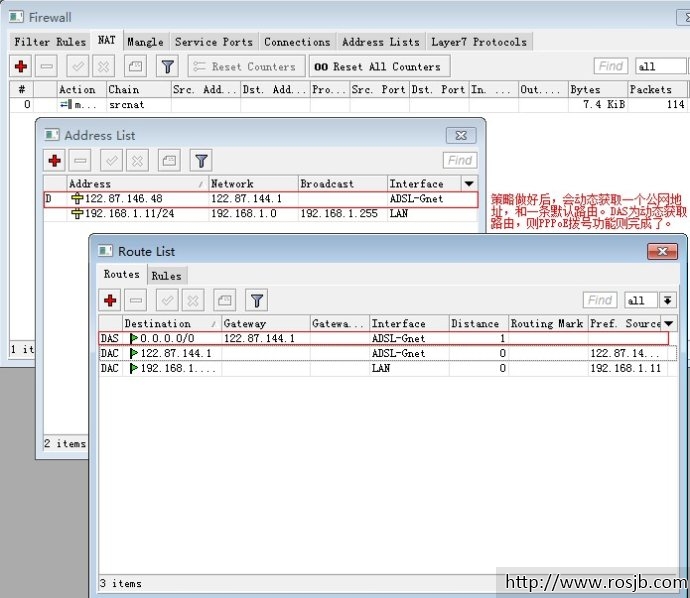 Firewall
Filter Rules NAT Mangle Service Ports Connections Address Lists Layer7 Protocols
Reset Counters 00 Reset All Counters Find all
# Action Chain Src. Add... Dst. Add... Pro... Src. Port Dst. Port In. ... Out.... Bytes Packets
0 m... srcnat 7.4 KiB 114
Address List
Find
Address Network Broadcast Interface
D 122.87.146.48 122.87.144.1 ADSL-Gnet
192.168.1.11/24 192.168.1.0 192.168.1.255 LAN
策略做好后，会动态获取一个公网地
址，和一条默认路由。DAS为动态获取
路由，则PPPoE拨号功能则完成了。
Route List
Routes Rules
Find all
Destination Gateway Gatewa... Interface Distance Routing Mark Pref. Source
DAS 0.0.0.0/0 122.87.144.1 ADSL-Gnet 1
DAC 122.87.144.1 ADSL-Gnet 0 122.87.14...
DAC 192.168.1.... LAN 0 192.168.1.11
1 it
2 items
3 items
http://www.rosjb.com